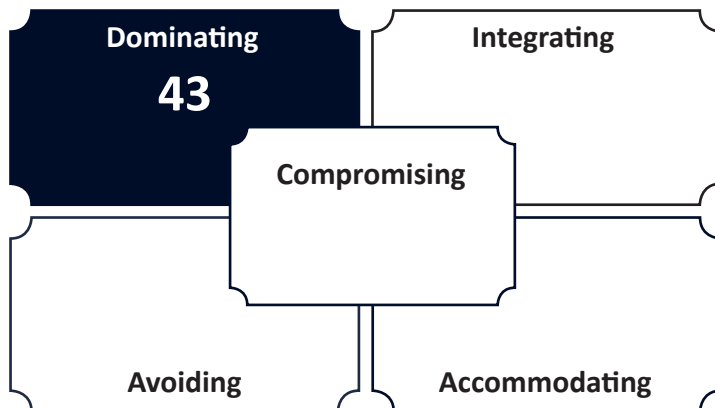 Dominating
43
Integrating
Compromising
Avoiding
Accommodating